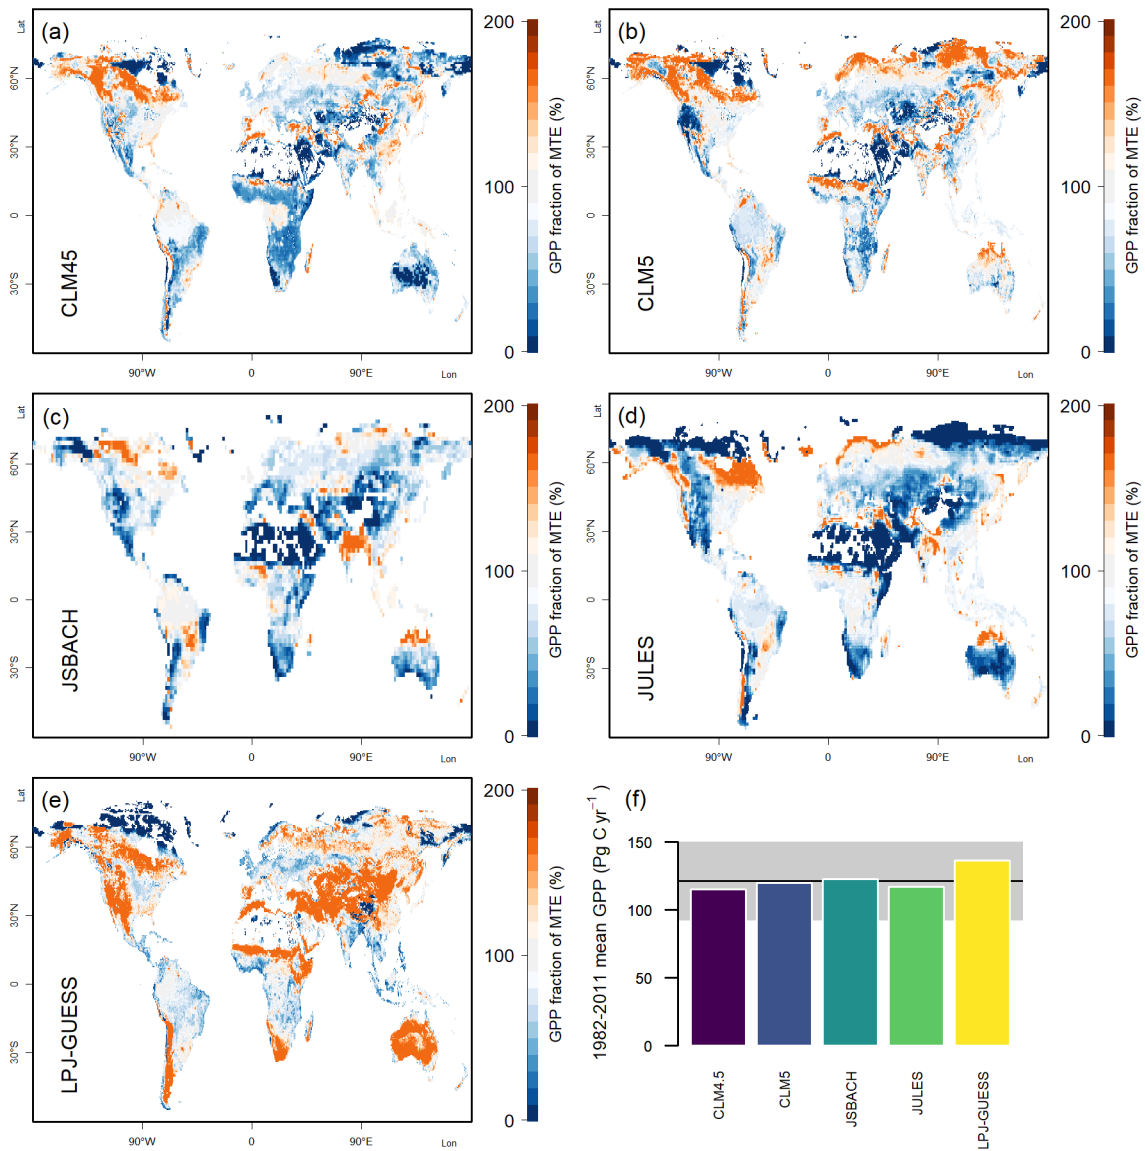 (a)
Lat
60°N
30°N
0
30°S
CLM45
90°W
0
90°E
Lon
200
100
0
GPP fraction of MTE (%)
(b)
Lat
60°N
30°N
0
30°S
CLM5
90°W
0
90°E
Lon
200
100
0
GPP fraction of MTE (%)
(c)
Lat
60°N
30°N
0
30°S
JSBACH
90°W
0
90°E
Lon
200
100
0
GPP fraction of MTE (%)
(d)
Lat
60°N
30°N
0
30°S
JULES
90°W
0
90°E
Lon
200
100
0
GPP fraction of MTE (%)
(e)
Lat
60°N
30°N
0
30°S
LPJ-GUESS
90°W
0
90°E
Lon
200
100
0
GPP fraction of MTE (%)
(f)
1982-2011 mean GPP (Pg C yr⁻¹ )
150
100
50
0
CLM4.5
CLM5
JSBACH
JULES
LPJ-GUESS